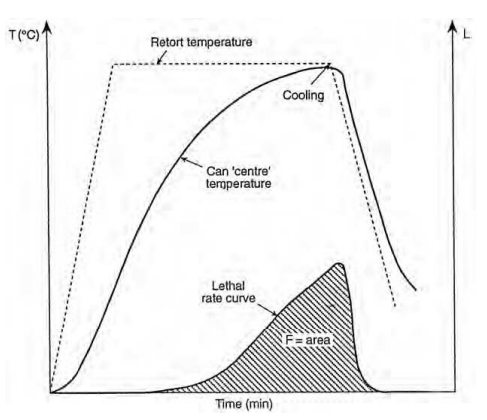 T(°C)
L
Retort temperature
Cooling
Can 'centre'
temperature
Lethal
rate curve
F = area
Time (min)